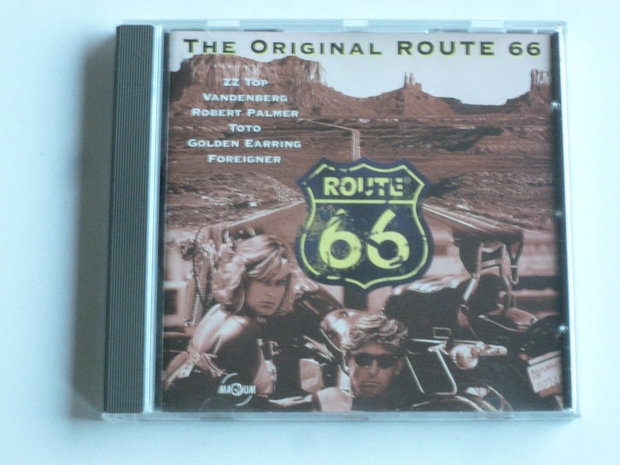 THE ORIGINAL ROUTE 66
ZZ TOP
VANDENBERG
ROBERT PALMER
TOTO
GOLDEN EARRING
FOREIGNER
ROUTE®
66
MAGNUM